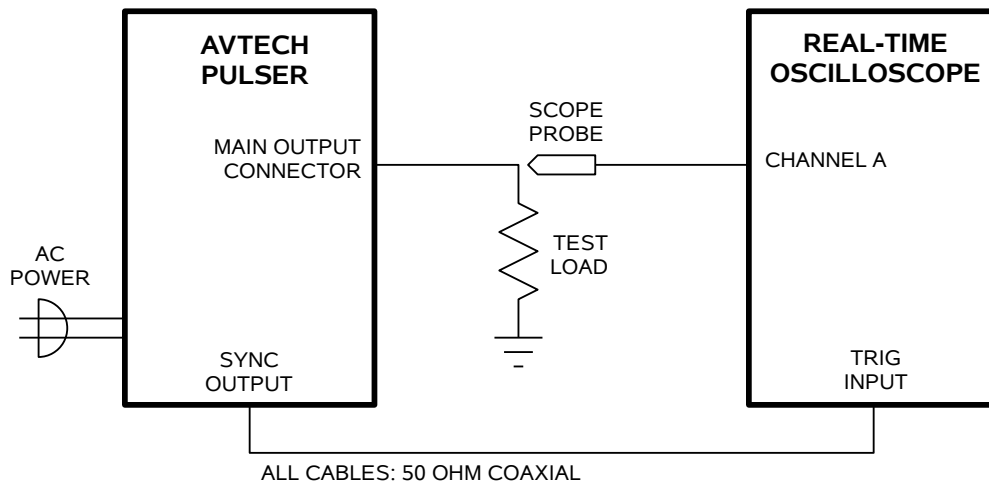 AVTECH
PULSER
REAL-TIME
OSCILLOSCOPE
SCOPE
PROBE
MAIN OUTPUT
CONNECTOR
CHANNEL A
TEST
LOAD
AC
POWER
SYNC
OUTPUT
TRIG
INPUT
ALL CABLES: 50 OHM COAXIAL